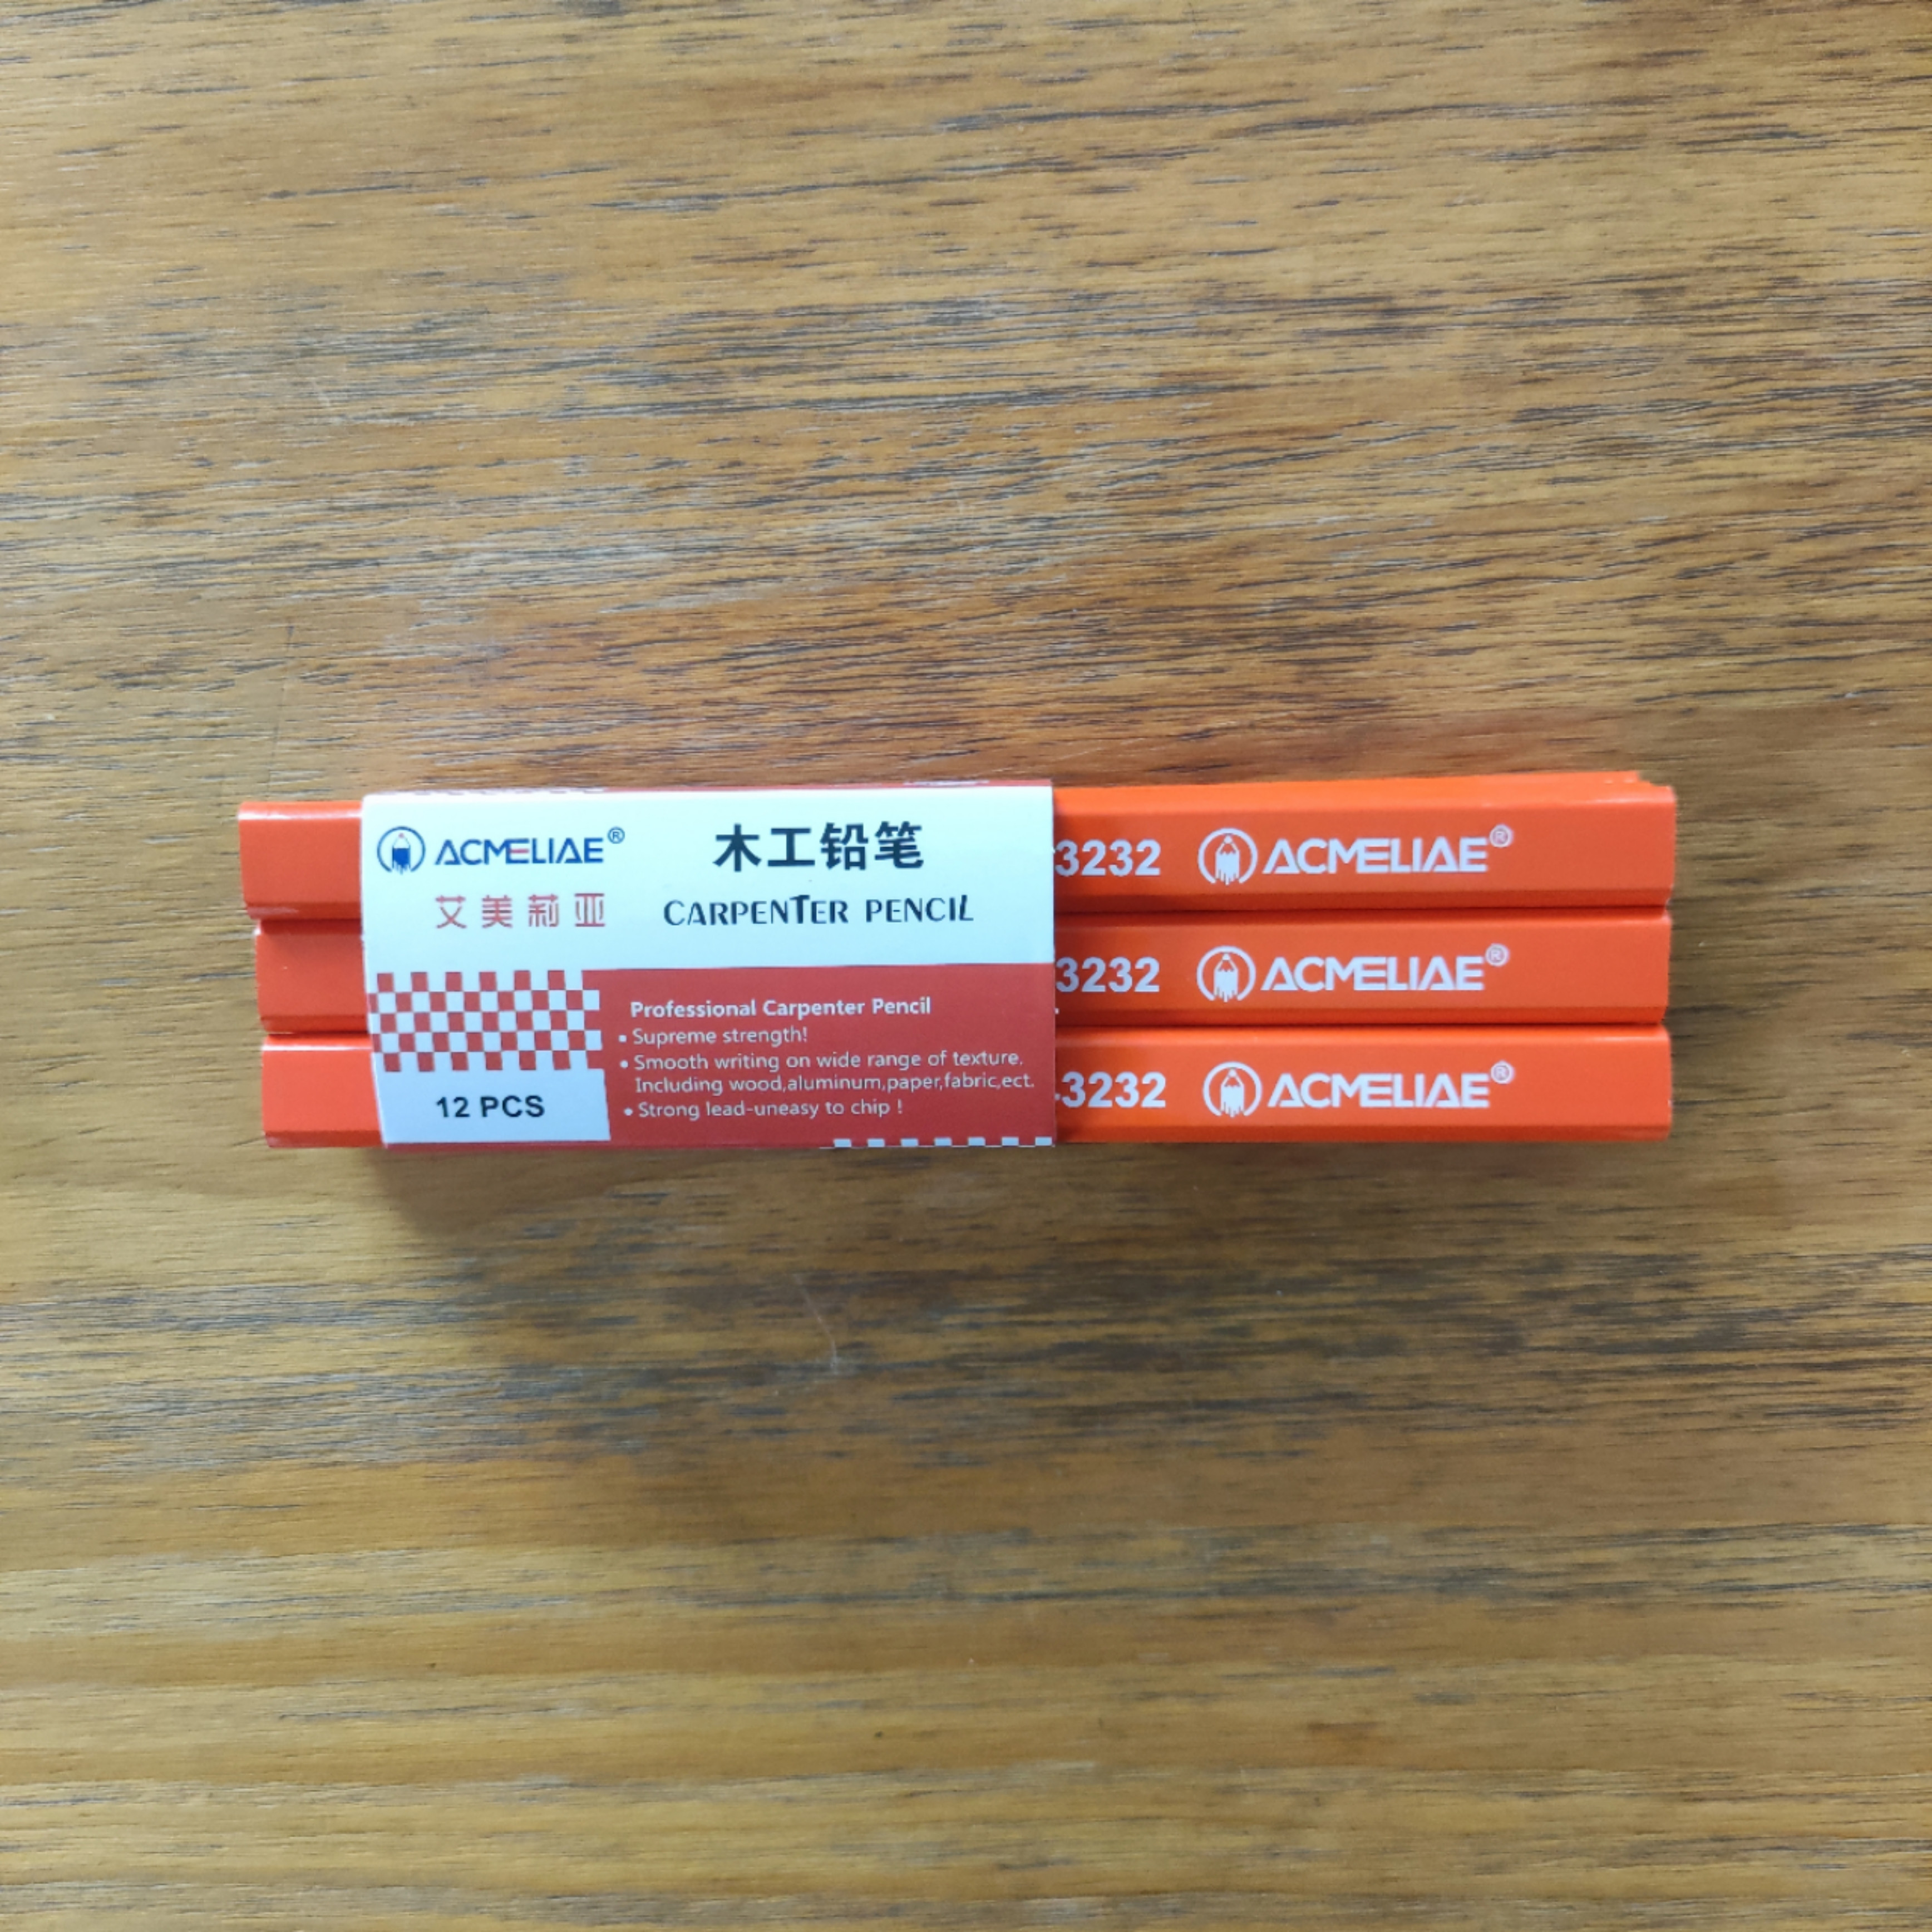 ACMELIAE®
艾美莉亚
木工铅笔
CARPENTER PENCIL
Professional Carpenter Pencil
▪ Supreme strength!
• Smooth writing on wide range of texture.
Including wood,aluminum,paper,fabric,ect.
• Strong lead-uneasy to chip !
12 PCS
3232 ACMELIAE®
3232 ACMELIAE®
-3232 ACMELIAE®